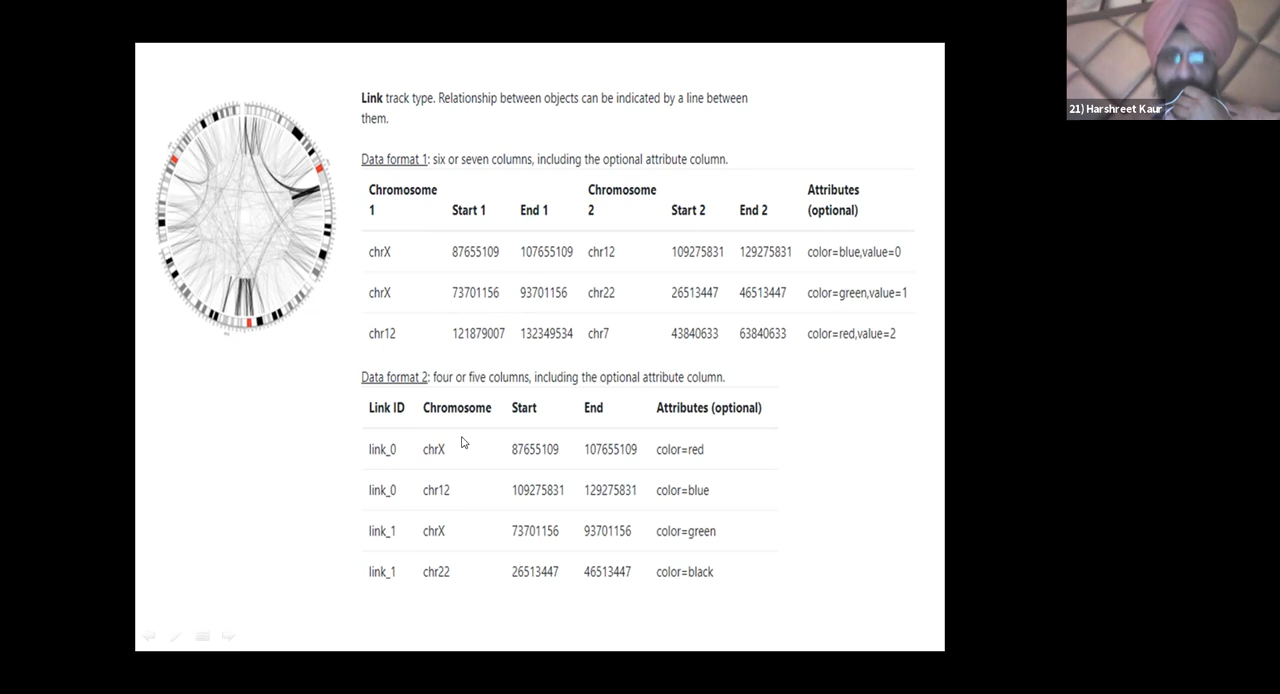 Link track type. Relationship between objects can be indicated by a line between
them.
Data format 1: six or seven columns, including the optional attribute column.
Chromosome 1 Start 1 End 1 Chromosome 2 Start 2 End 2 Attributes (optional)
chrX 87655109 107655109 chr12 109275831 129275831 color=blue,value=0
chrX 73701156 93701156 chr22 26513447 46513447 color=green,value=1
chr12 121879007 132349534 chr7 43840633 63840633 color=red,value=2
Data format 2: four or five columns, including the optional attribute column.
Link ID Chromosome Start End Attributes (optional)
link_0 chrX 87655109 107655109 color=red
link_0 chr12 109275831 129275831 color=blue
link_1 chrX 73701156 93701156 color=green
link_1 chr22 26513447 46513447 color=black
21) Harshreet Kaur